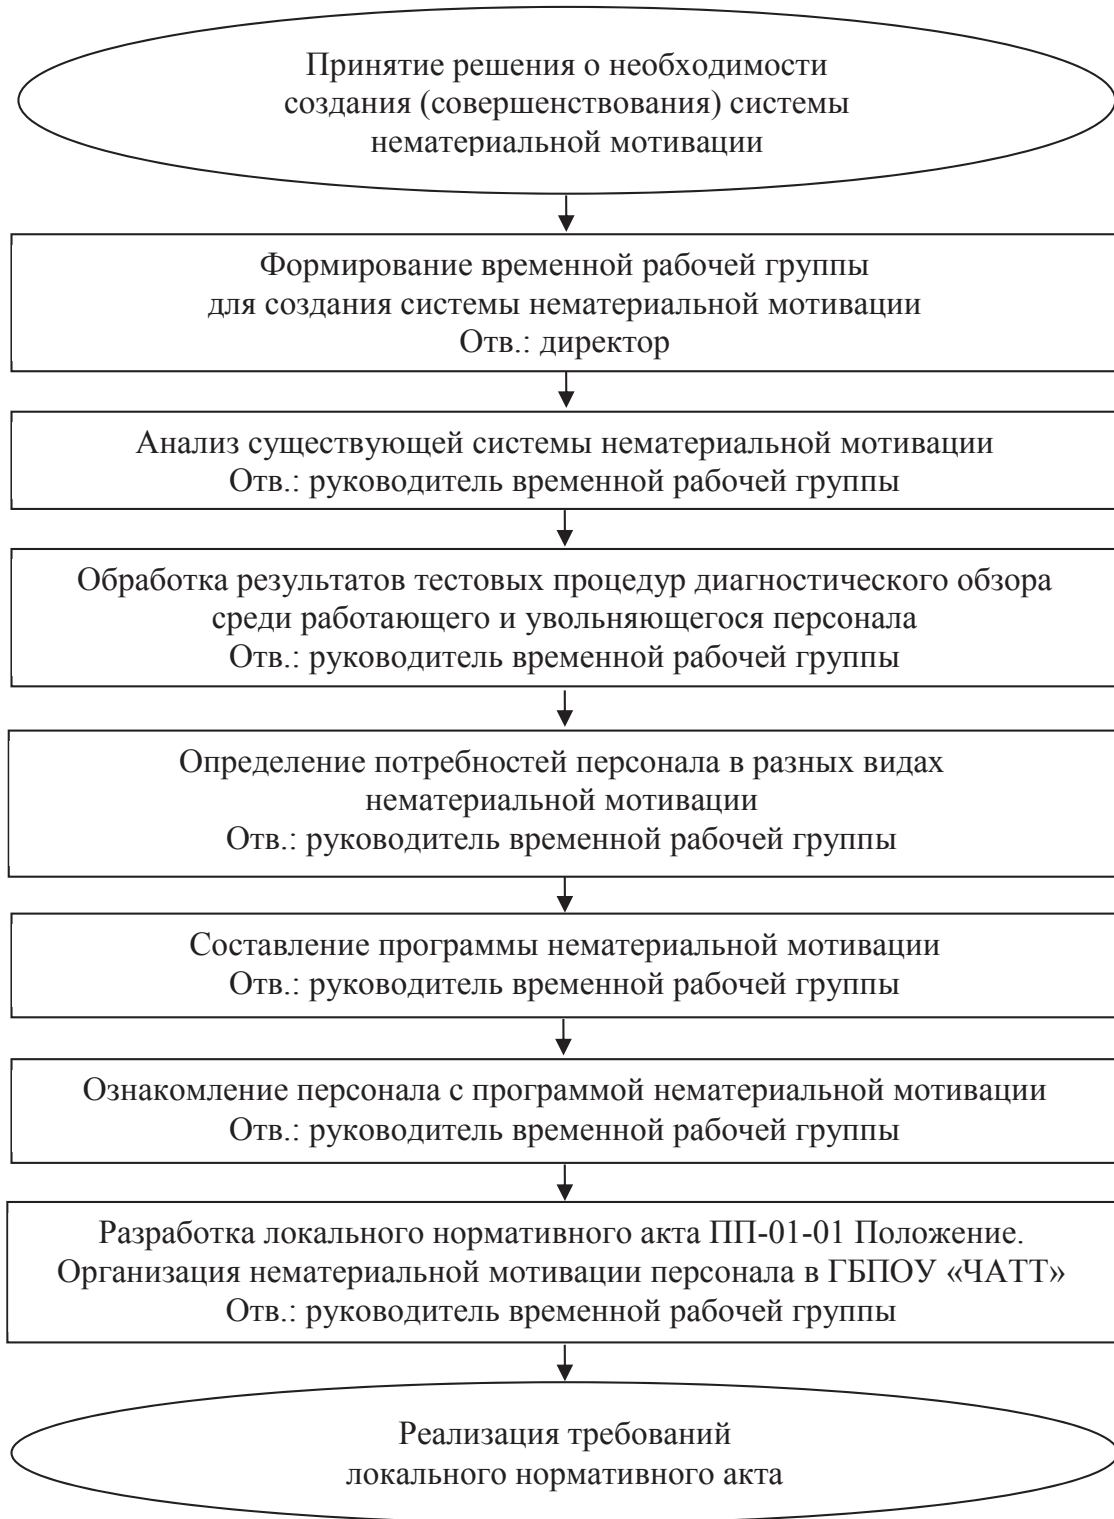 Принятие решения о необходимости
создания (совершенствования) системы
нематериальной мотивации
Формирование временной рабочей группы
для создания системы нематериальной мотивации
Отв.: директор
Анализ существующей системы нематериальной мотивации
Отв.: руководитель временной рабочей группы
Обработка результатов тестовых процедур диагностического обзора
среди работающего и увольняющегося персонала
Отв.: руководитель временной рабочей группы
Определение потребностей персонала в разных видах
нематериальной мотивации
Отв.: руководитель временной рабочей группы
Составление программы нематериальной мотивации
Отв.: руководитель временной рабочей группы
Ознакомление персонала с программой нематериальной мотивации
Отв.: руководитель временной рабочей группы
Разработка локального нормативного акта ПП-01-01 Положение.
Организация нематериальной мотивации персонала в ГБПОУ «ЧАТТ»
Отв.: руководитель временной рабочей группы
Реализация требований
локального нормативного акта